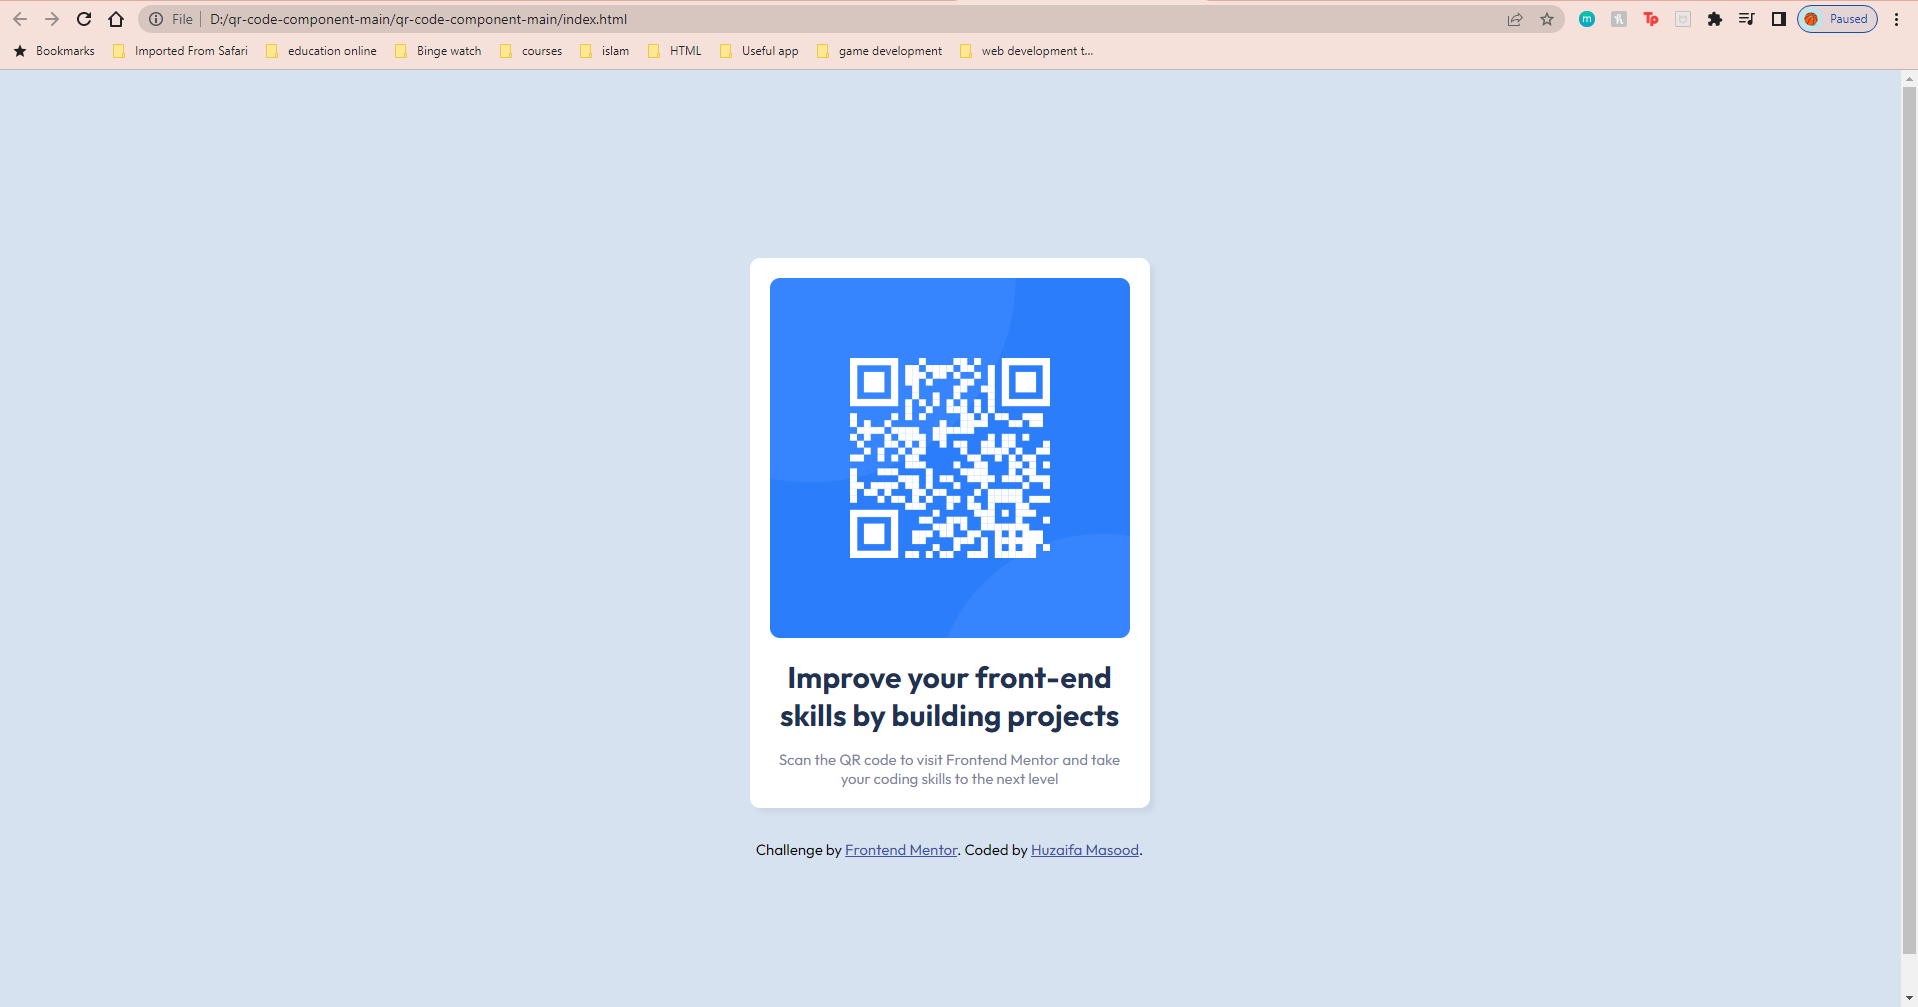 File D:/qr-code-component-main/qr-code-component-main/index.html m Tp Paused
Bookmarks Imported From Safari education online Binge watch courses islam HTML Useful app game development web development t...
Improve your front-end
skills by building projects
Scan the QR code to visit Frontend Mentor and take
your coding skills to the next level
Challenge by Frontend Mentor. Coded by Huzaifa Masood.